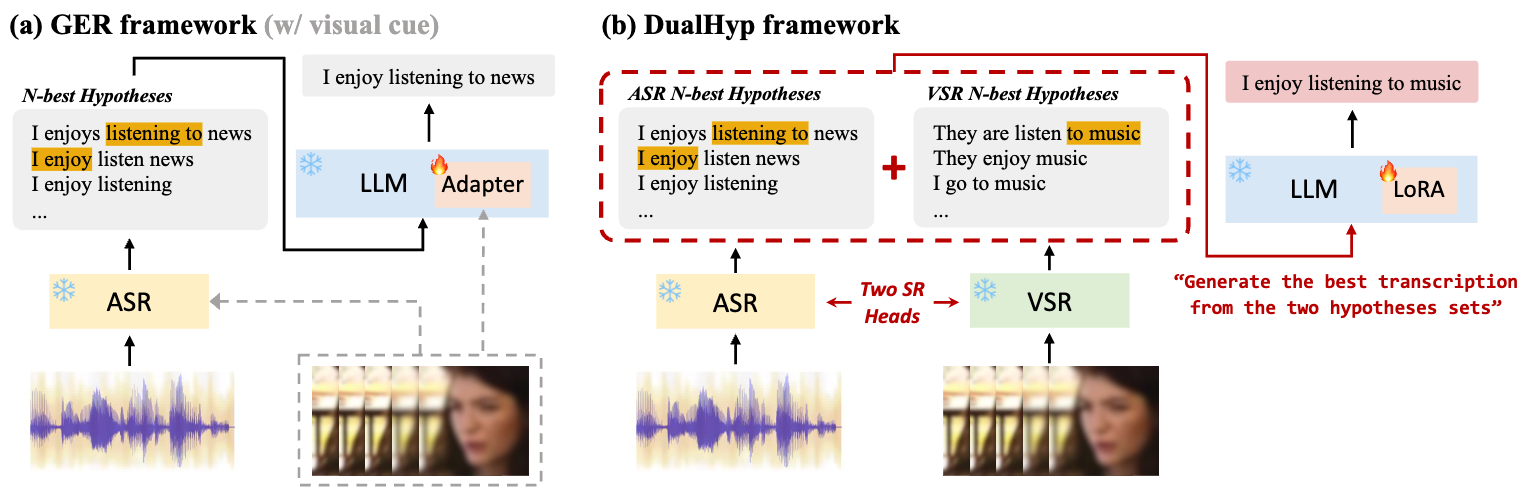 (a) GER framework (w/ visual cue)
I enjoy listening to news
N-best Hypotheses
I enjoys listening to news
I enjoy listen news
I enjoy listening
...
LLM
Adapter
ASR
(b) DualHyp framework
ASR N-best Hypotheses
I enjoys listening to news
I enjoy listen news
I enjoy listening
...
+
VSR N-best Hypotheses
They are listen to music
They enjoy music
I go to music
...
I enjoy listening to music
LLM
LoRA
ASR
Two SR
Heads
VSR
“Generate the best transcription
from the two hypotheses sets”